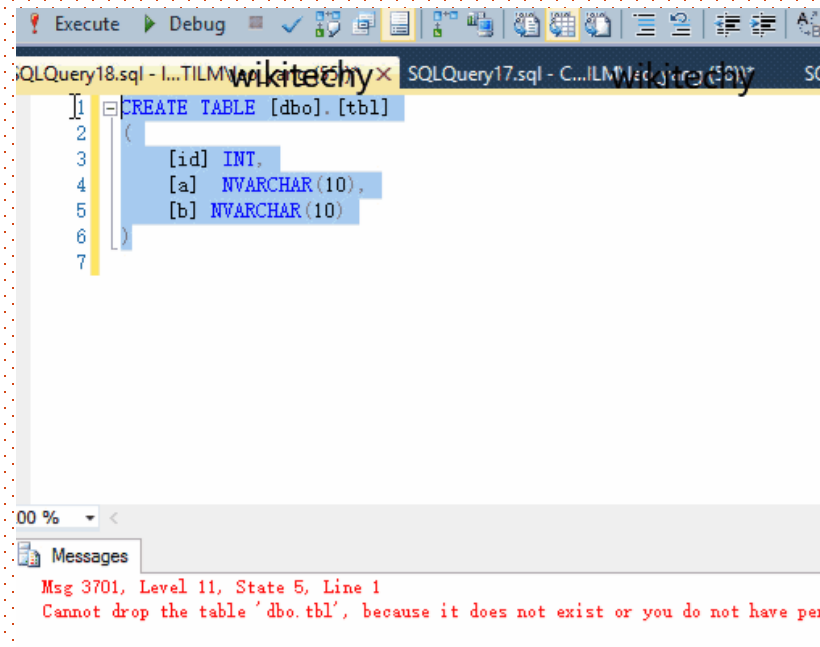 Execute Debug
SQLQuery18.sql - I...TILM\ wikitechy SQLQuery17.sql - C...ILM\ wikitechy
1 CREATE TABLE [dbo].[tbl]
2 (
3 [id] INT,
4 [a] NVARCHAR(10),
5 [b] NVARCHAR(10)
6 )
7
00 %
Messages
Msg 3701, Level 11, State 5, Line 1
Cannot drop the table 'dbo.tbl', because it does not exist or you do not have per